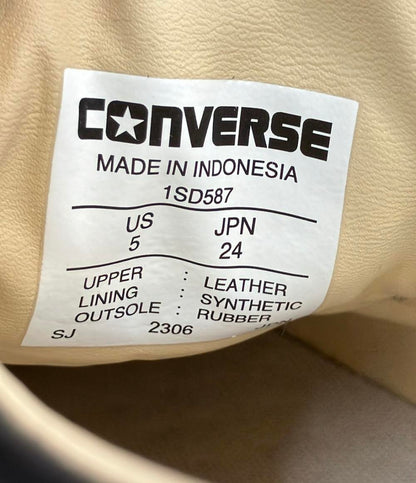 CONVERSE
MADE IN INDONESIA
1SD587
US JPN
5 24
UPPER : LEATHER
LINING : SYNTHETIC
OUTSOLE : RUBBER
SJ 2306